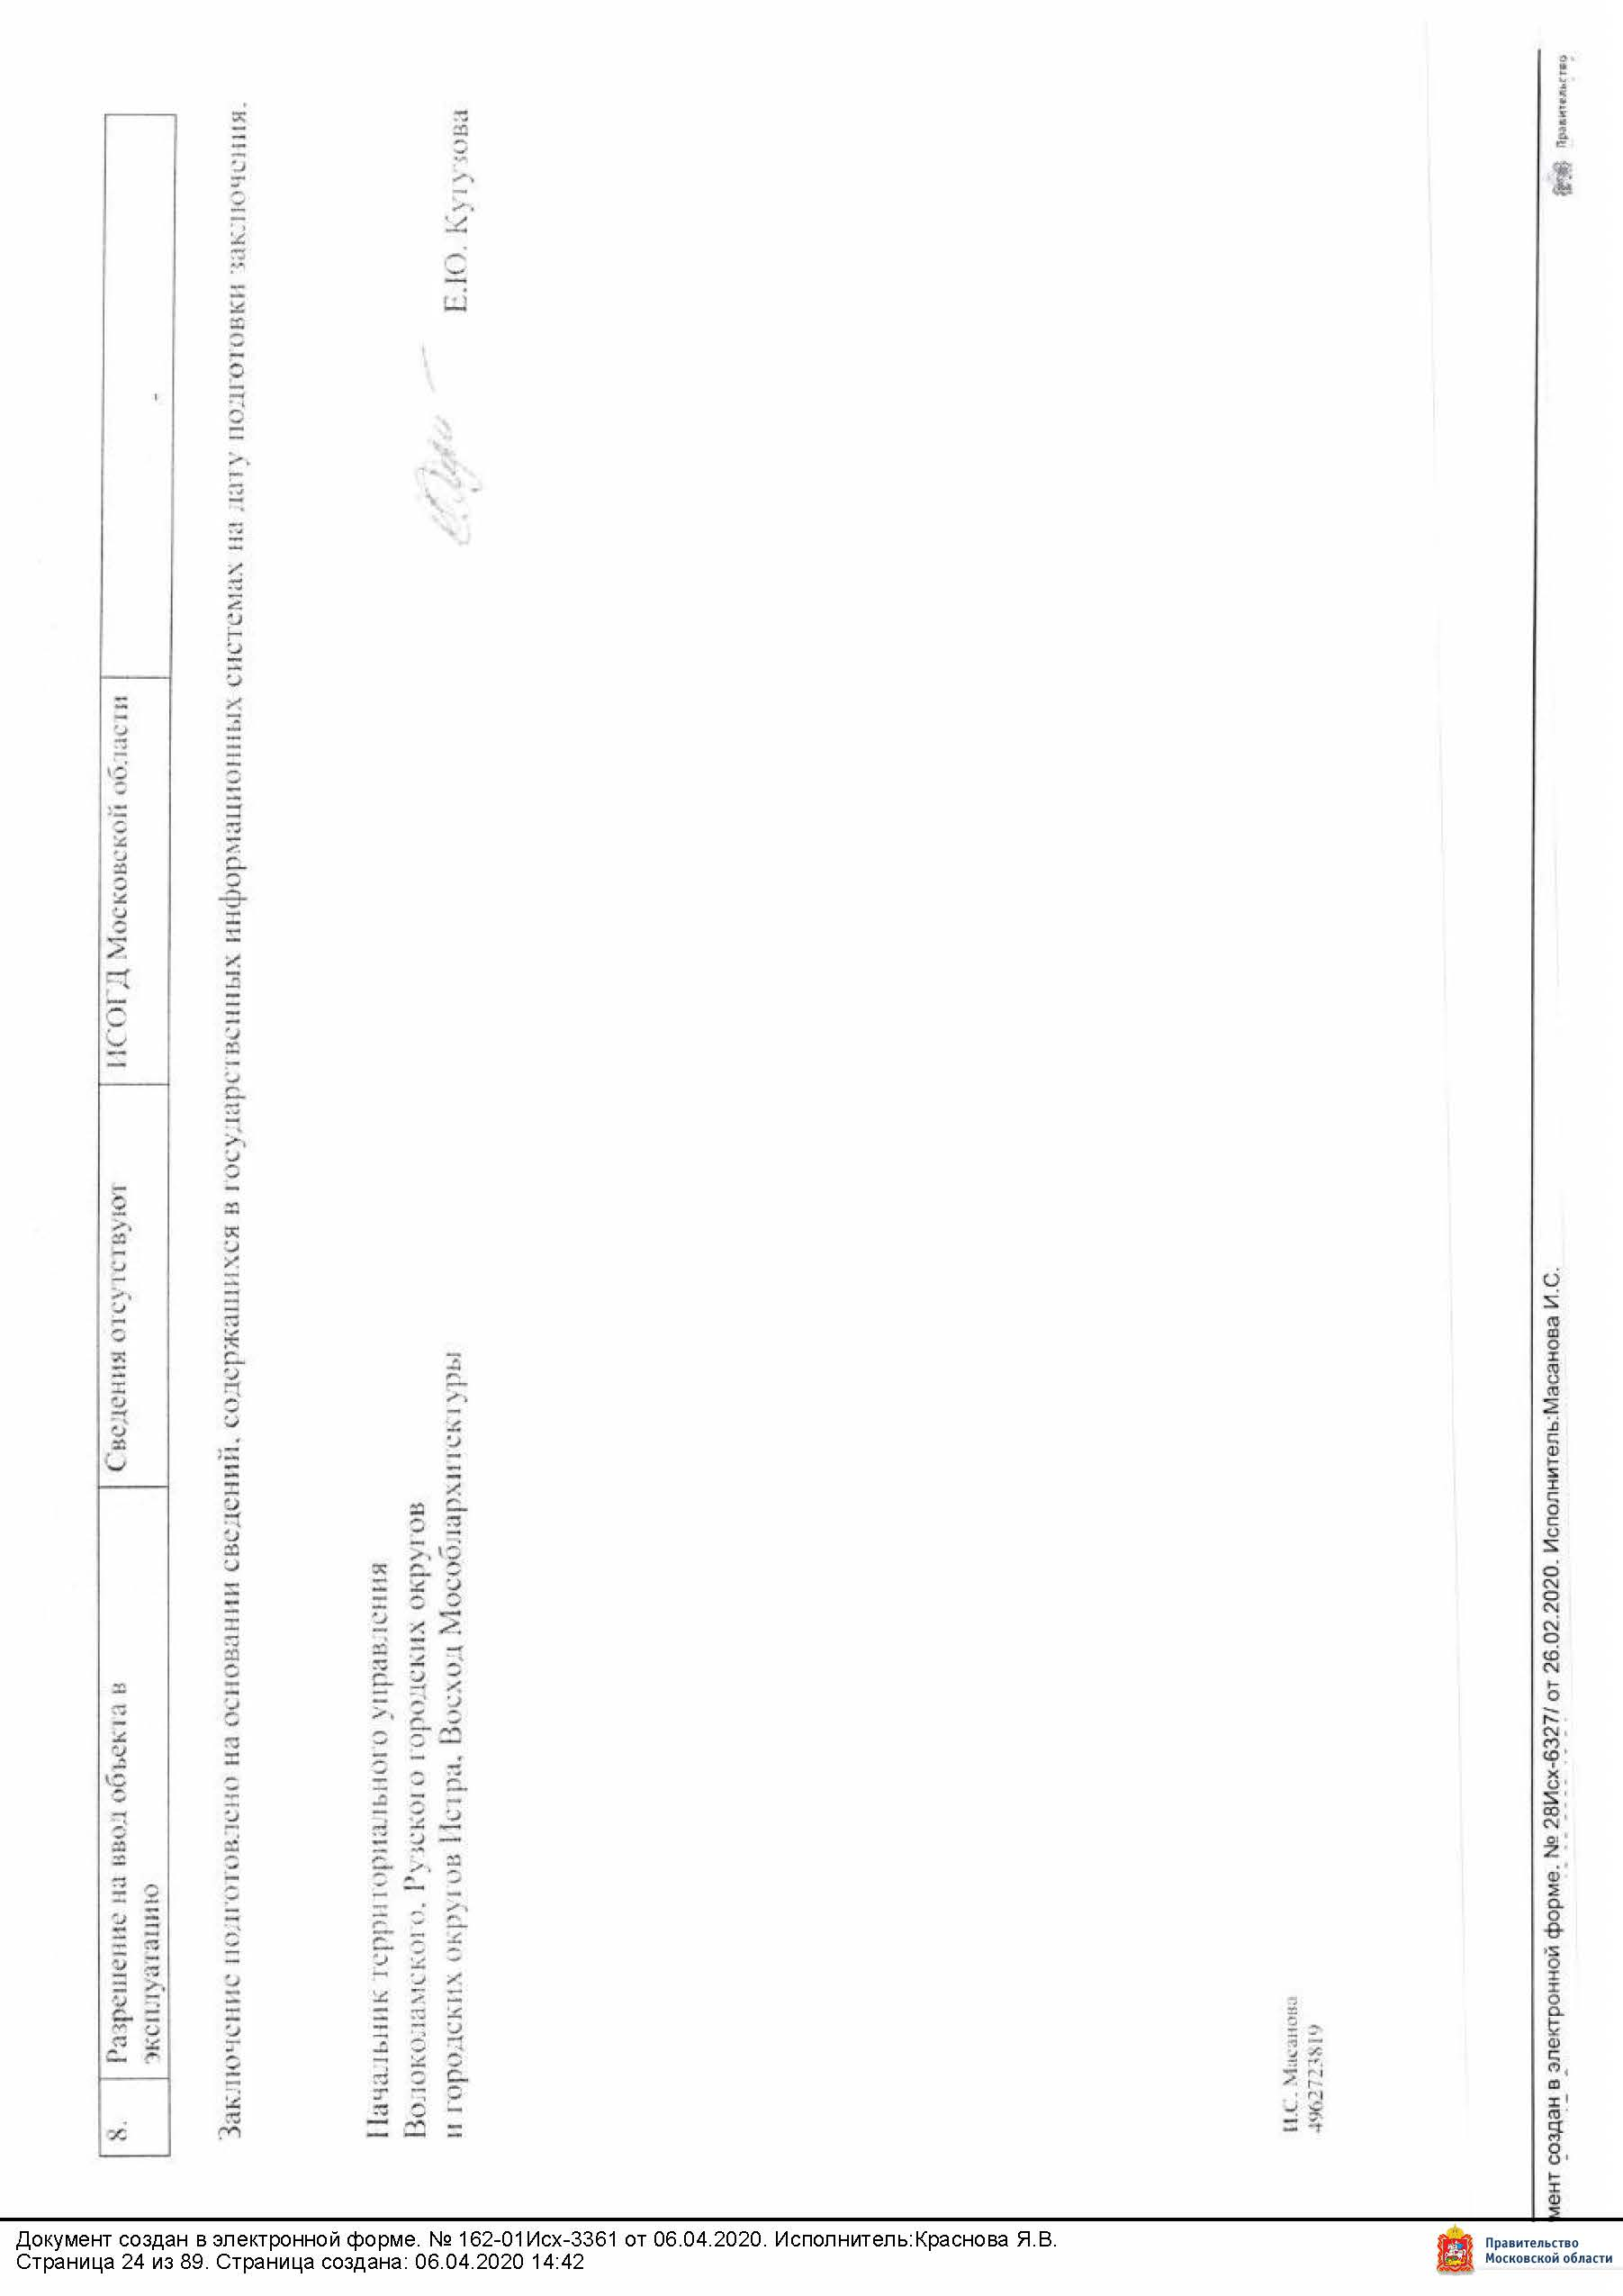 8. Разрешение на ввод объекта в Сведения отсутствуют ИСОГД Московской области -
эксплуатацию
Заключение подготовлено на основании сведений, содержащихся в государственных информационных системах на дату подготовки заключения.
Начальник территориального управления
Волоколамского, Рузского городских округов
и городских округов Истра, Восход Мособлархитектуры Е.Ю. Кутузова
И.С. Масанова
4962723819
мент создан в электронной форме. № 28Исх-6327/ от 26.02.2020. Исполнитель:Масанова И.С.
Правительство
Документ создан в электронной форме. № 162-01Исх-3361 от 06.04.2020. Исполнитель:Краснова Я.В.
Страница 24 из 89. Страница создана: 06.04.2020 14:42
Правительство
Московской области